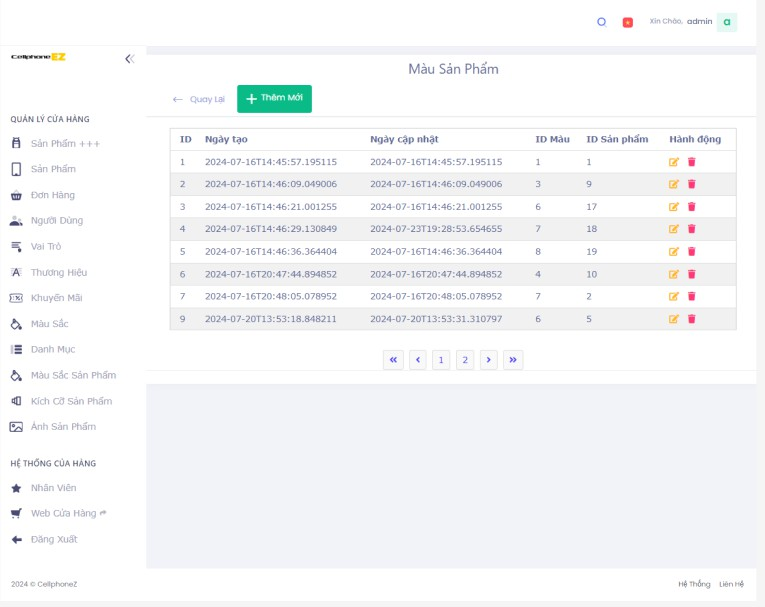 Xin Chào, admin a
CellphoneZ
Màu Sản Phẩm
← Quay Lại + Thêm Mới
QUẢN LÝ CỬA HÀNG
Sản Phẩm +++
Sản Phẩm
Đơn Hàng
Người Dùng
Vai Trò
Thương Hiệu
Khuyến Mãi
Màu Sắc
Danh Mục
Màu Sắc Sản Phẩm
Kích Cỡ Sản Phẩm
Ảnh Sản Phẩm
HỆ THỐNG CỦA HÀNG
Nhân Viên
Web Cửa Hàng
Đăng Xuất
ID Ngày tạo Ngày cập nhật ID Màu ID Sản phẩm Hành động
1 2024-07-16T14:45:57.195115 2024-07-16T14:45:57.195115 1 1
2 2024-07-16T14:46:09.049006 2024-07-16T14:46:09.049006 3 9
3 2024-07-16T14:46:21.001255 2024-07-16T14:46:21.001255 6 17
4 2024-07-16T14:46:29.130849 2024-07-23T19:28:53.654655 7 18
5 2024-07-16T14:46:36.364404 2024-07-16T14:46:36.364404 8 19
6 2024-07-16T20:47:44.894852 2024-07-16T20:47:44.894852 4 10
7 2024-07-16T20:48:05.078952 2024-07-16T20:48:05.078952 7 2
9 2024-07-20T13:53:18.848211 2024-07-20T13:53:31.310797 6 5
« ‹ 1 2 › »
2024 © CellphoneZ
Hệ Thống Liên Hệ